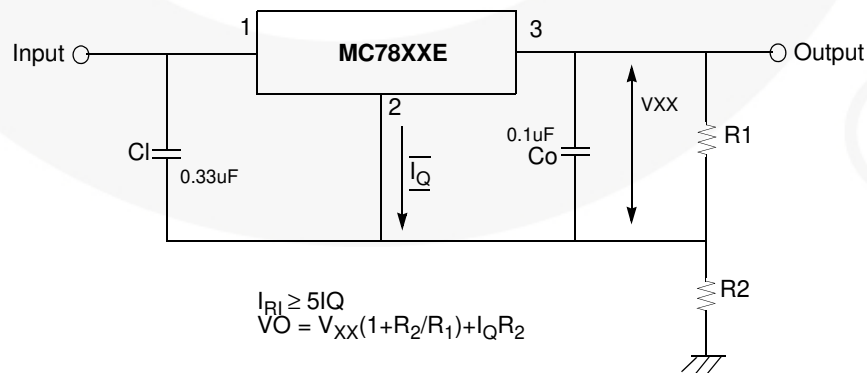 1
3
Input
MC78XXE
Output
2
VXX
0.1uF
Co
R1
CI
0.33uF
IQ
R2
IRI ≥ 5IQ
VO = VXX(1+R2/R1)+IQR2